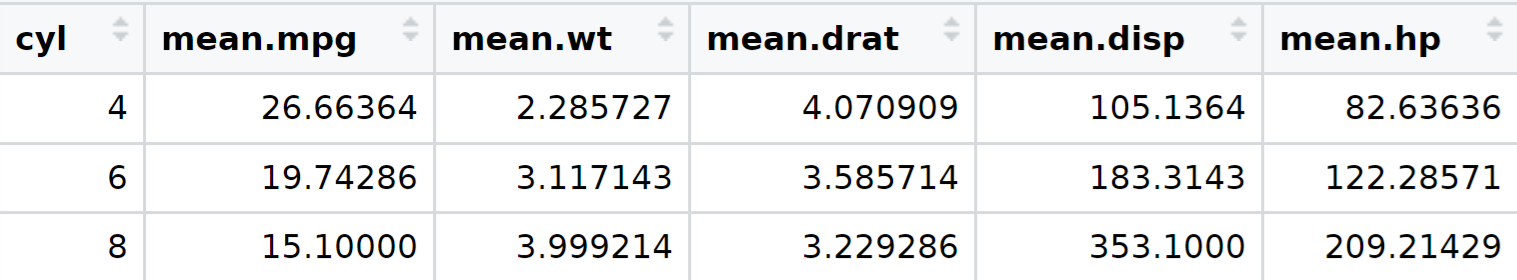 cyl mean.mpg mean.wt mean.drat mean.disp mean.hp
4 26.66364 2.285727 4.070909 105.1364 82.63636
6 19.74286 3.117143 3.585714 183.3143 122.28571
8 15.10000 3.999214 3.229286 353.1000 209.21429